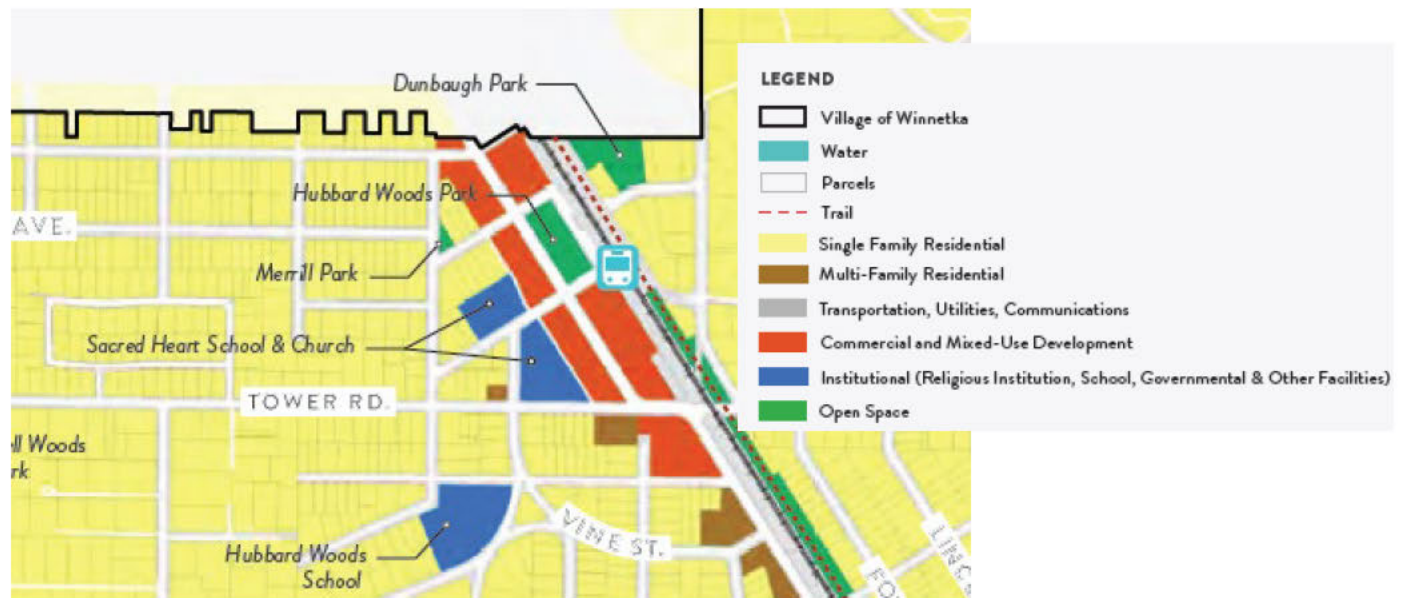 Dunbaugh Park
Hubbard Woods Park
AVE.
Merrill Park
Sacred Heart School & Church
TOWER RD.
Woods
VINE ST.
Hubbard Woods
School
LEGEND
Village of Winnetka
Water
Parcels
Trail
Single Family Residential
Multi-Family Residential
Transportation, Utilities, Communications
Commercial and Mixed-Use Development
Institutional (Religious Institution, School, Governmental & Other Facilities)
Open Space